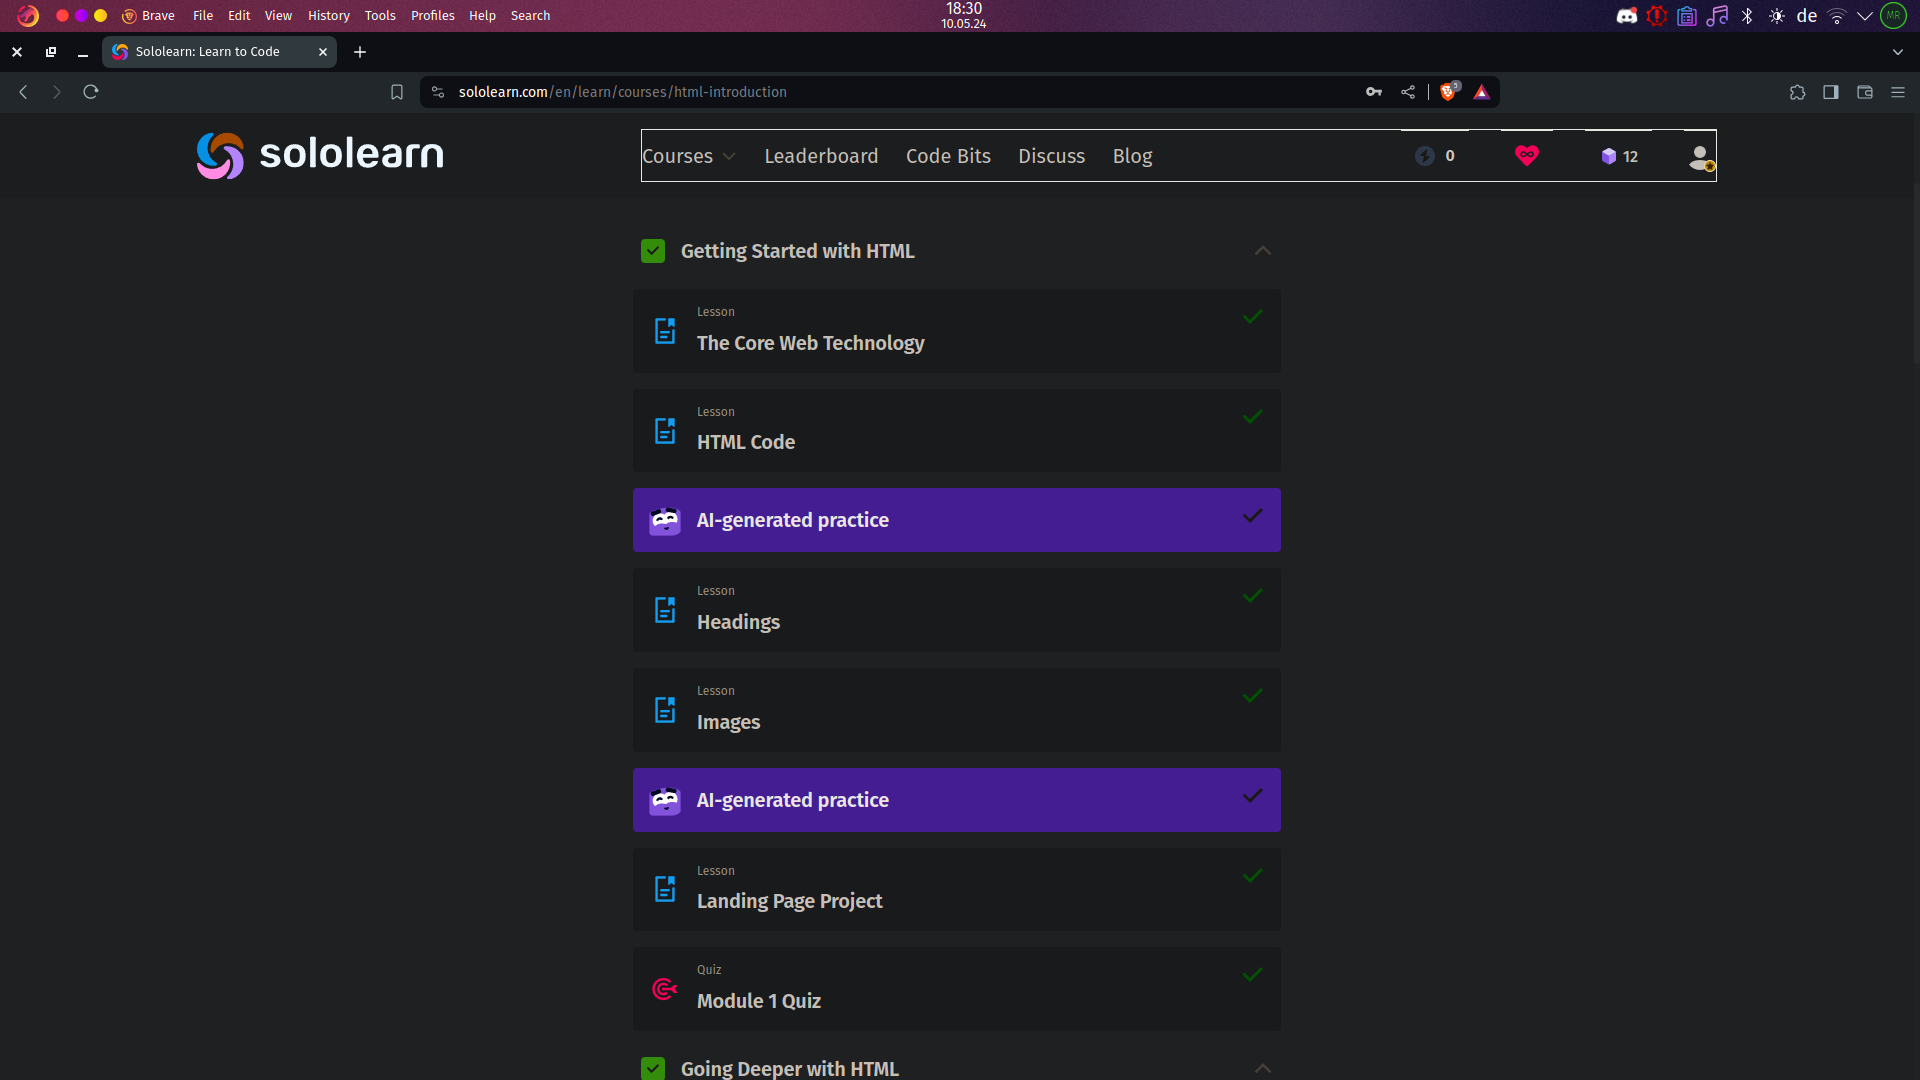 Brave File Edit View History Tools Profiles Help Search
18:30
10.05.24
de
MR
Sololearn: Learn to Code
sololearn.com/en/learn/courses/html-introduction
5
sololearn
Courses Leaderboard Code Bits Discuss Blog
0
12
Getting Started with HTML
Lesson
The Core Web Technology
Lesson
HTML Code
AI-generated practice
Lesson
Headings
Lesson
Images
AI-generated practice
Lesson
Landing Page Project
Quiz
Module 1 Quiz
Going Deeper with HTML